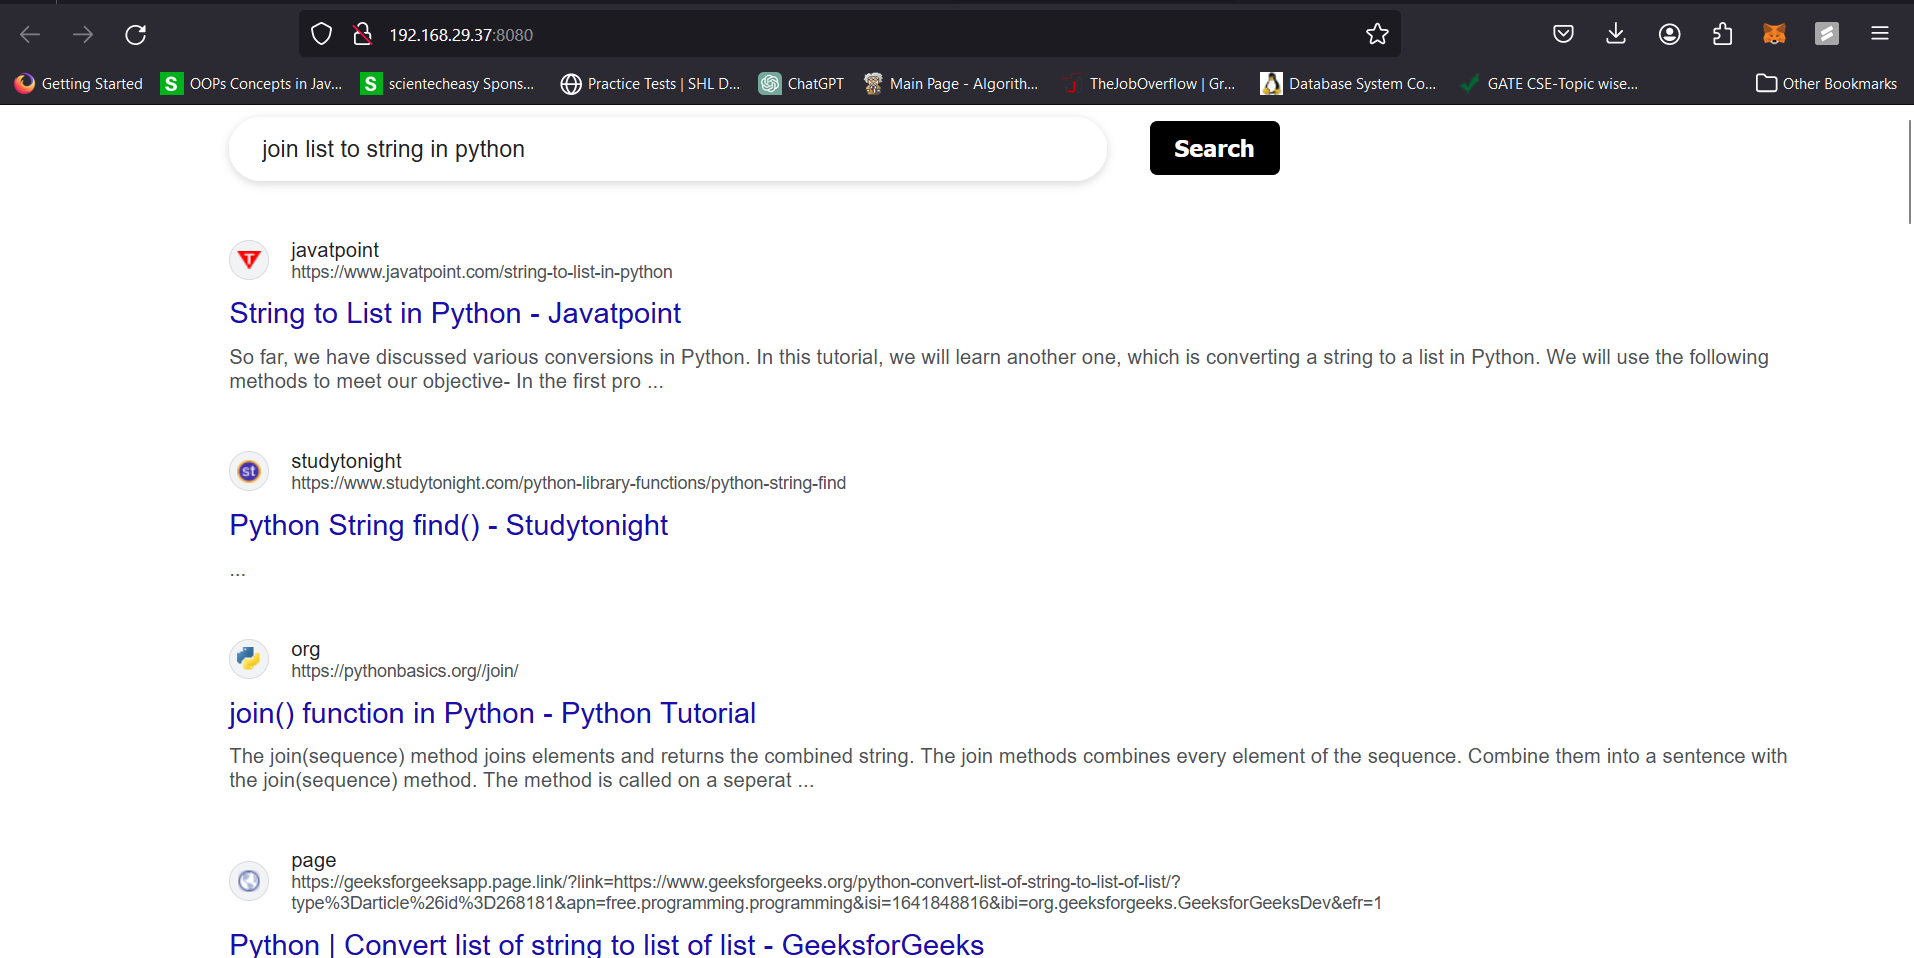 192.168.29.37:8080
Getting Started
OOPs Concepts in Jav...
scientecheasy Spons...
Practice Tests | SHL D...
ChatGPT
Main Page - Algorith...
TheJobOverflow | Gr...
Database System Co...
GATE CSE-Topic wise...
Other Bookmarks
join list to string in python
Search
javatpoint
https://www.javatpoint.com/string-to-list-in-python
String to List in Python - Javatpoint
So far, we have discussed various conversions in Python. In this tutorial, we will learn another one, which is converting a string to a list in Python. We will use the following
methods to meet our objective- In the first pro ...
st
studytonight
https://www.studytonight.com/python-library-functions/python-string-find
Python String find() - Studytonight
...
org
https://pythonbasics.org//join/
join() function in Python - Python Tutorial
The join(sequence) method joins elements and returns the combined string. The join methods combines every element of the sequence. Combine them into a sentence with
the join(sequence) method. The method is called on a seperat ...
page
https://geeksforgeeksapp.page.link/?link=https://www.geeksforgeeks.org/python-convert-list-of-string-to-list-of-list/?
type%3Darticle%26id%3D268181&apn=free.programming.programming&isi=1641848816&ibi=org.geeksforgeeks.GeeksforGeeksDev&efr=1
Python | Convert list of string to list of list - GeeksforGeeks